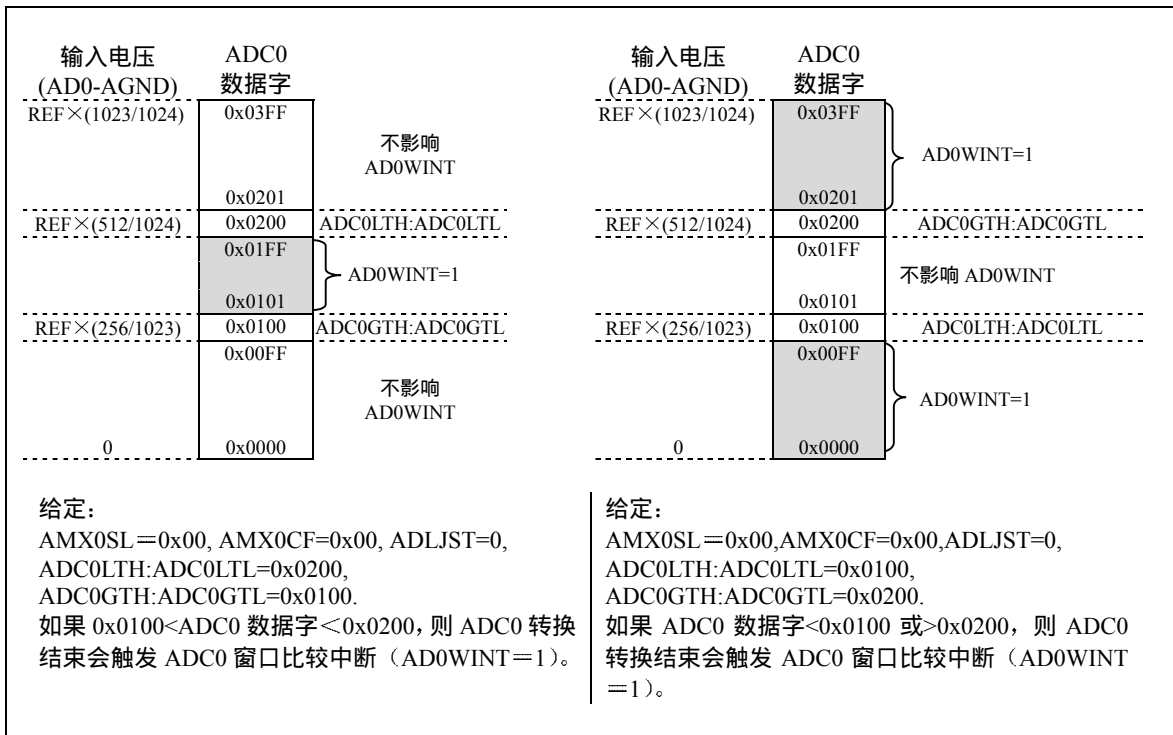 输入电压 ADC0
(AD0-AGND) 数据字
REF×(1023/1024) 0x03FF
不影响
AD0WINT
0x0201
REF×(512/1024) 0x0200 ADC0LTH:ADC0LTL
0x01FF
AD0WINT=1
0x0101
REF×(256/1023) 0x0100 ADC0GTH:ADC0GTL
0x00FF
不影响
AD0WINT
0 0x0000
给定：
AMX0SL＝0x00, AMX0CF=0x00, ADLJST=0,
ADC0LTH:ADC0LTL=0x0200,
ADC0GTH:ADC0GTL=0x0100.
如果 0x0100<ADC0 数据字＜0x0200，则 ADC0 转换
结束会触发 ADC0 窗口比较中断（AD0WINT＝1）。
输入电压 ADC0
(AD0-AGND) 数据字
REF×(1023/1024) 0x03FF
AD0WINT=1
0x0201
REF×(512/1024) 0x0200 ADC0GTH:ADC0GTL
0x01FF
不影响 AD0WINT
0x0101
REF×(256/1023) 0x0100 ADC0LTH:ADC0LTL
0x00FF
AD0WINT=1
0 0x0000
给定：
AMX0SL＝0x00,AMX0CF=0x00,ADLJST=0,
ADC0LTH:ADC0LTL=0x0100,
ADC0GTH:ADC0GTL=0x0200.
如果 ADC0 数据字<0x0100 或>0x0200，则 ADC0
转换结束会触发 ADC0 窗口比较中断（AD0WINT
＝1）。